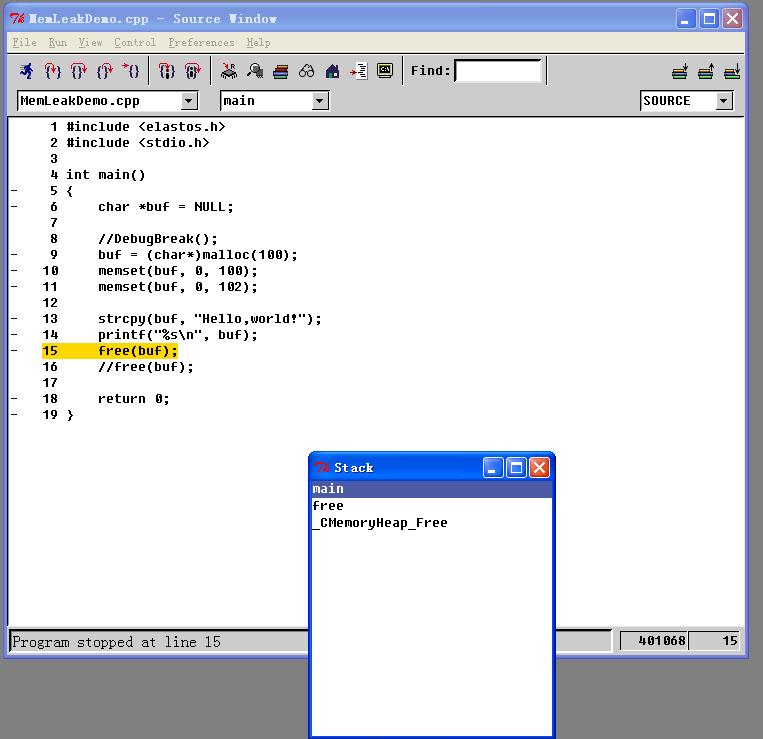 MemLeakDemo.cpp - Source Window
File Run View Control Preferences Help
Find:
MemLeakDemo.cpp main SOURCE
1 #include <elastos.h>
2 #include <stdio.h>
3
4 int main()
5 {
6 char *buf = NULL;
7
8 //DebugBreak();
9 buf = (char*)malloc(100);
10 memset(buf, 0, 100);
11 memset(buf, 0, 102);
12
13 strcpy(buf, "Hello,world!");
14 printf("%s\n", buf);
15 free(buf);
16 //free(buf);
17
18 return 0;
19 }
Stack
main
free
_CMemoryHeap_Free
Program stopped at line 15 401068 15